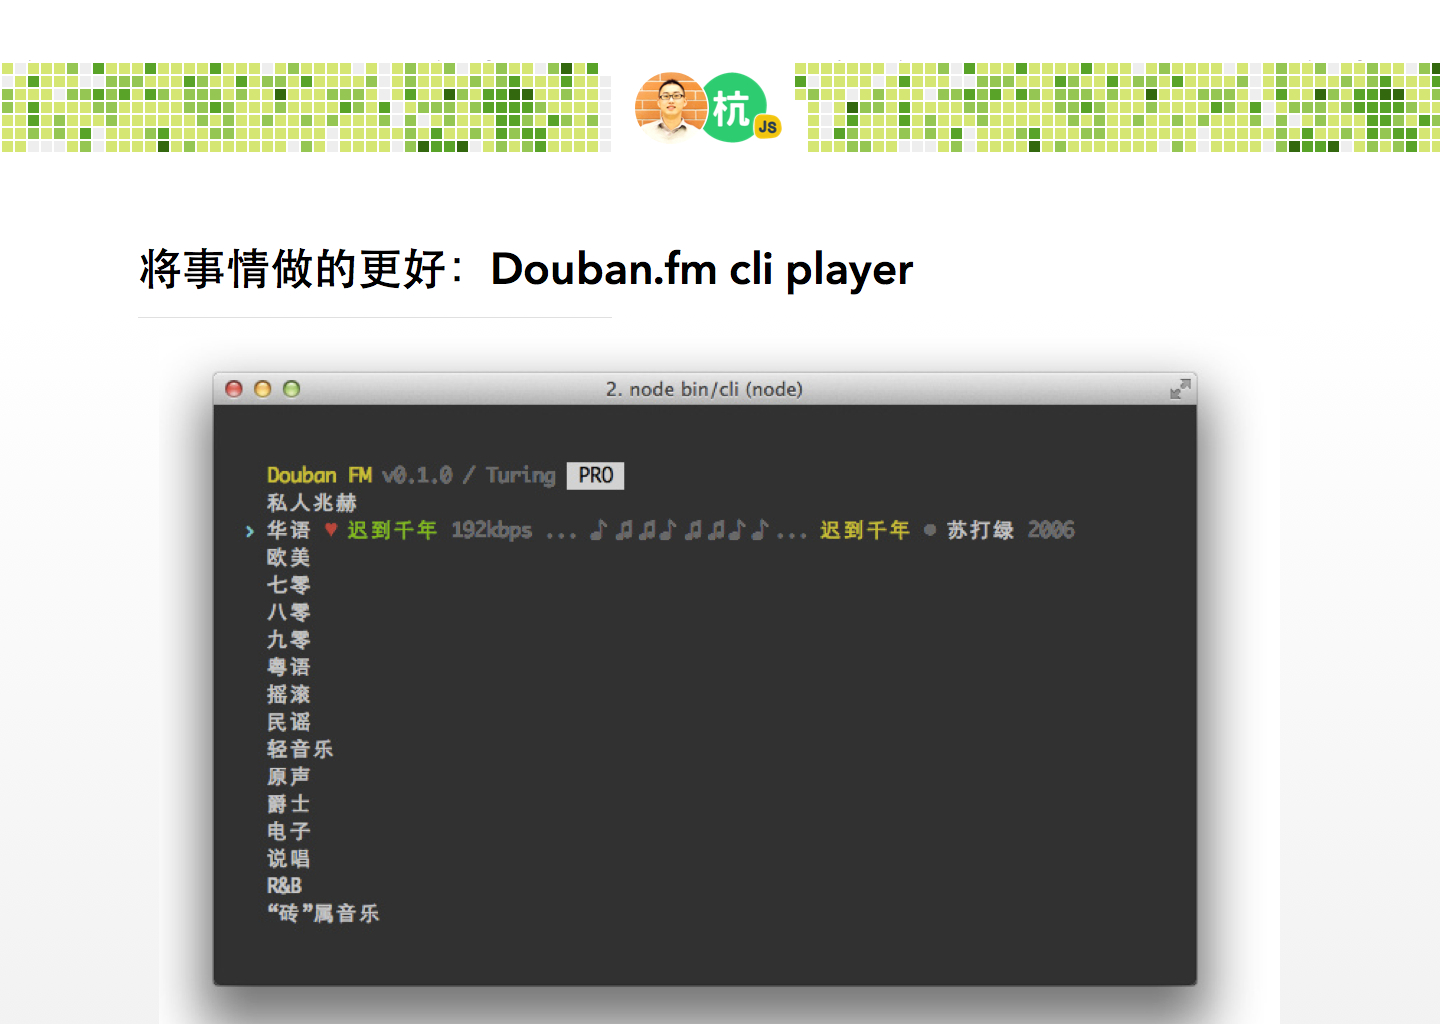 杭
JS
将事情做的更好：Douban.fm cli player
2. node bin/cli (node)
Douban FM v0.1.0 / Turing PRO
私人兆赫
› 华语 ♥ 迟到千年 192kbps ... ♪♫♫♪♫♫♪♪... 迟到千年 ● 苏打绿 2006
欧美
七零
八零
九零
粤语
摇滚
民谣
轻音乐
原声
爵士
电子
说唱
R&B
“砖”属音乐